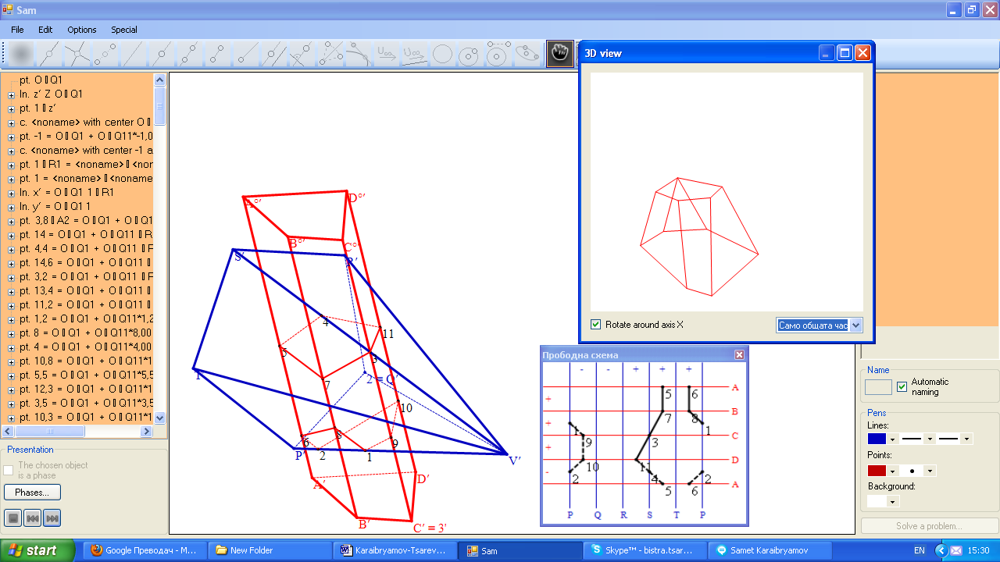 Sam
File Edit Options Special
pt. O▯Q1
ln. z′ Z O▯Q1
pt. 1▯z′
c. <noname> with center O▯
pt. -1 = O▯Q1 + O▯Q11*-1,0
c. <noname> with center -1 a
pt. 1▯R1 = <noname>▯<non
pt. 1 = <noname>▯<noname
ln. x′ = O▯Q1 1▯R1
ln. y′ = O▯Q1 1
pt. 3,8▯A2 = O▯Q1 + O▯Q1
pt. 14 = O▯Q1 + O▯Q11▯R
pt. 4,4 = O▯Q1 + O▯Q11▯F
pt. 14,6 = O▯Q1 + O▯Q11▯
pt. 3,2 = O▯Q1 + O▯Q11▯F
pt. 13,4 = O▯Q1 + O▯Q11▯
pt. 11,2 = O▯Q1 + O▯Q11▯
pt. 1,2 = O▯Q1 + O▯Q11*1,2
pt. 8 = O▯Q1 + O▯Q11*8,00
pt. 4 = O▯Q1 + O▯Q11*4,00
pt. 10,8 = O▯Q1 + O▯Q11*1
pt. 5,5 = O▯Q1 + O▯Q11*5,5
pt. 12,3 = O▯Q1 + O▯Q11*1
pt. 3,5 = O▯Q1 + O▯Q11*3,5
pt. 10,3 = O▯Q1 + O▯Q11*1
Presentation
The chosen object
is a phase
Phases...
A°′
D°′
B°′
C°′
S′
4
11
5
3
7
2 ≡ Q′
T′
10
6
8
9
P′
2
1
V′
A′
D′
B′
C′ ≡ 3'
3D view
Rotate around axis X
Само общата час
Прободна схема
- - + + +
A
5 6
+
B
7 8
+
1 1
C
9 3
+
D
10 11
-
2 4 2
A
5 6
P Q R S T P
Name
Automatic
naming
Pens
Lines:
Points:
Background:
Solve a problem...
start
Google Преводач - M...
New Folder
Karaibryamov-Tsarev...
Sam
Skype™ - bistra.tsar...
Samet Karaibryamov
EN
15:30